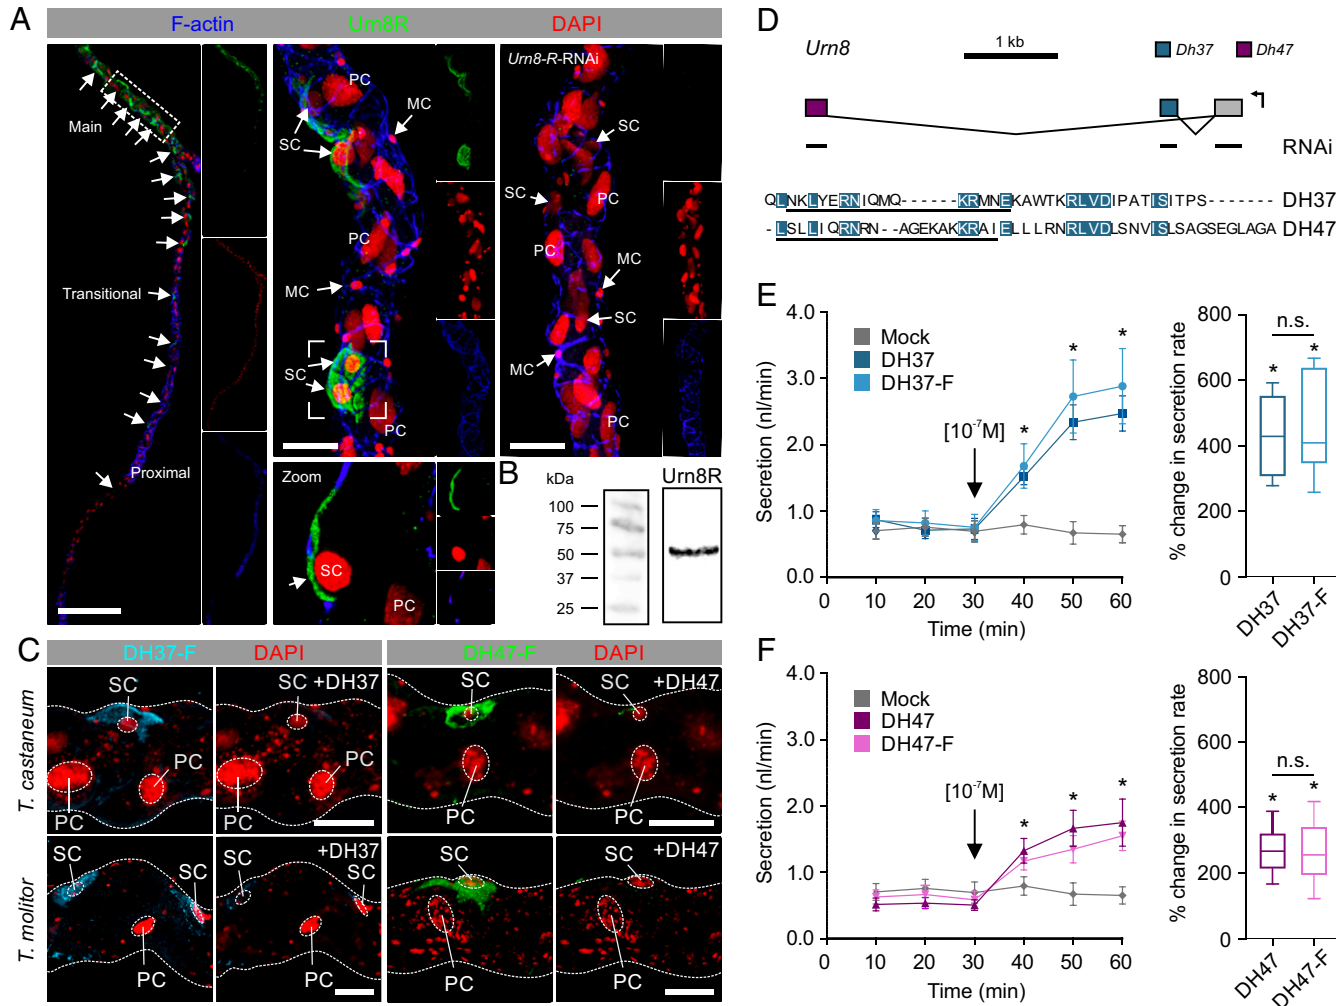 A
F-actin
Urn8R
DAPI
Main
Transitional
Proximal
PC
SC
MC
SC
PC
MC
SC
PC
Urn8-R-RNAi
SC
SC
PC
MC
SC
MC
PC
Zoom
SC
PC
B
kDa
Urn8R
100
75
50
37
25
C
DH37-F
DAPI
DH47-F
DAPI
T. castaneum
SC
PC
PC
SC
+DH37
PC
PC
SC
PC
SC
+DH47
PC
T. molitor
SC
SC
PC
+DH37
SC
SC
PC
SC
PC
+DH47
SC
PC
D
Urn8
1 kb
Dh37
Dh47
RNAi
QLNKLYERNIQMQ------KRMNEKAWTKRLVDIPATISITPS------- DH37
-LSLLIQRNRN--AGEKAKKRAIELLLRNRLVDLSNVISLSAGSEGLAGA DH47
E
Secretion (nl/min)
4.0
3.0
2.0
1.0
0.0
Mock
DH37
DH37-F
[10⁻⁷M]
*
*
*
0
10
20
30
40
50
60
Time (min)
% change in secretion rate
800
600
400
200
0
n.s.
*
*
DH37
DH37-F
F
Secretion (nl/min)
4.0
3.0
2.0
1.0
0.0
Mock
DH47
DH47-F
[10⁻⁷M]
*
*
*
0
10
20
30
40
50
60
Time (min)
% change in secretion rate
800
600
400
200
0
n.s.
*
*
DH47
DH47-F